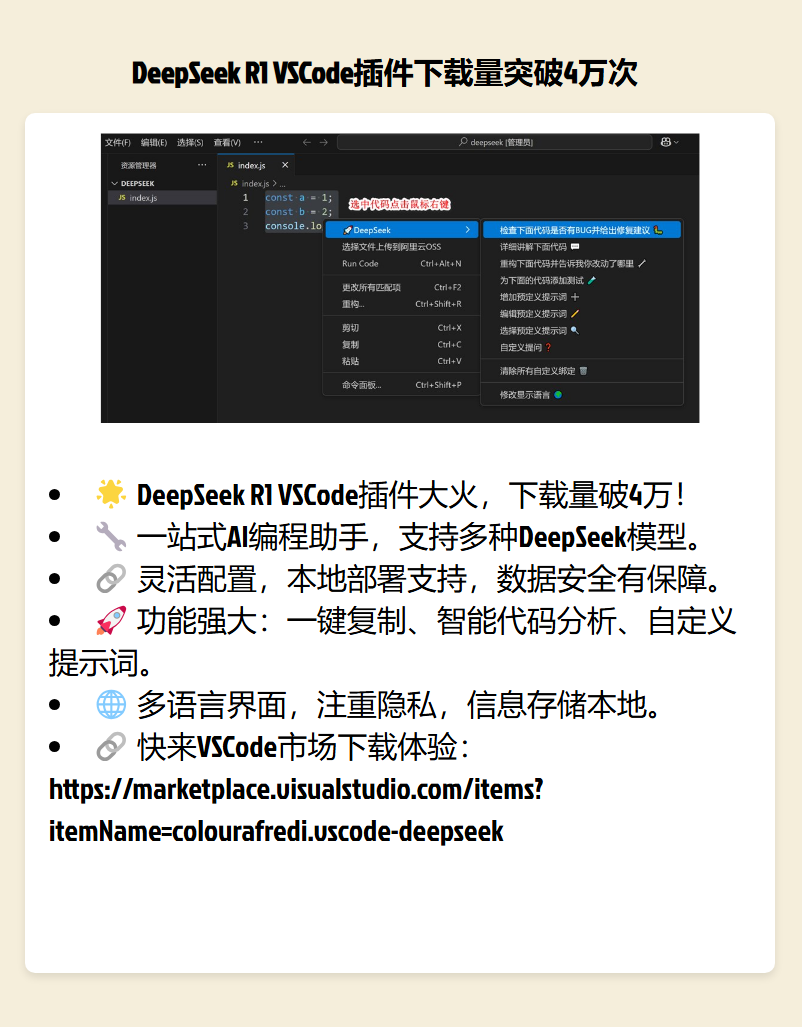 DeepSeek R1 VSCode插件下载量突破4万次
文件(F) 编辑(E) 选择(S) 查看(V) ··· ← → deepseek [管理员]
资源管理器 ··· JS index.js ×
DEEPSEEK JS index.js > ...
JS index.js
1 const a = 1;
选中代码点击鼠标右键
2 const b = 2;
3 console.lo
🚀DeepSeek >
选择文件上传到阿里云OSS
Run Code Ctrl+Alt+N
更改所有匹配项 Ctrl+F2
重构... Ctrl+Shift+R
剪切 Ctrl+X
复制 Ctrl+C
粘贴 Ctrl+V
命令面板... Ctrl+Shift+P
检查下面代码是否有BUG并给出修复建议 🐛
详细讲解下面代码 💬
重构下面代码并告诉我你改动了哪里 🦯
为下面的代码添加测试 🧪
增加预定义提示词 ➕
编辑预定义提示词 ✏️
选择预定义提示词 🔍
自定义提问 ❓
清除所有自定义绑定 🗑️
修改显示语言 🌍
• 🌟 DeepSeek R1 VSCode插件大火，下载量破4万！
• 🔧 一站式AI编程助手，支持多种DeepSeek模型。
• 🔗 灵活配置，本地部署支持，数据安全有保障。
• 🚀 功能强大：一键复制、智能代码分析、自定义
提示词。
• 🌐 多语言界面，注重隐私，信息存储本地。
• 🔗 快来VSCode市场下载体验：
https://marketplace.visualstudio.com/items?
itemName=colourafredi.vscode-deepseek